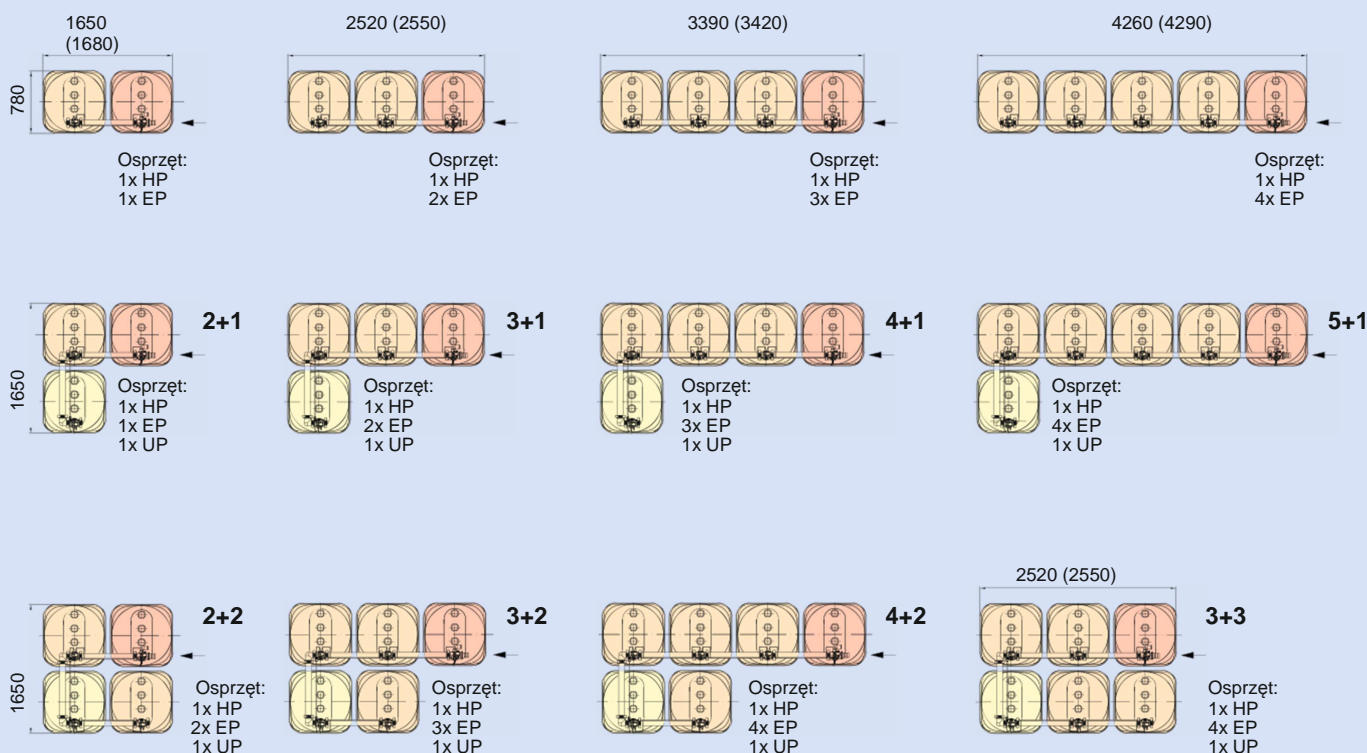 1650
(1680)
2520 (2550)
3390 (3420)
4260 (4290)
780
Osprzęt:
1x HP
1x EP
Osprzęt:
1x HP
2x EP
Osprzęt:
1x HP
3x EP
Osprzęt:
1x HP
4x EP
1650
2+1
Osprzęt:
1x HP
1x EP
1x UP
3+1
Osprzęt:
1x HP
2x EP
1x UP
4+1
Osprzęt:
1x HP
3x EP
1x UP
5+1
Osprzęt:
1x HP
4x EP
1x UP
1650
2+2
Osprzęt:
1x HP
2x EP
1x UP
3+2
Osprzęt:
1x HP
3x EP
1x UP
4+2
Osprzęt:
1x HP
4x EP
1x UP
2520 (2550)
3+3
Osprzęt:
1x HP
4x EP
1x UP